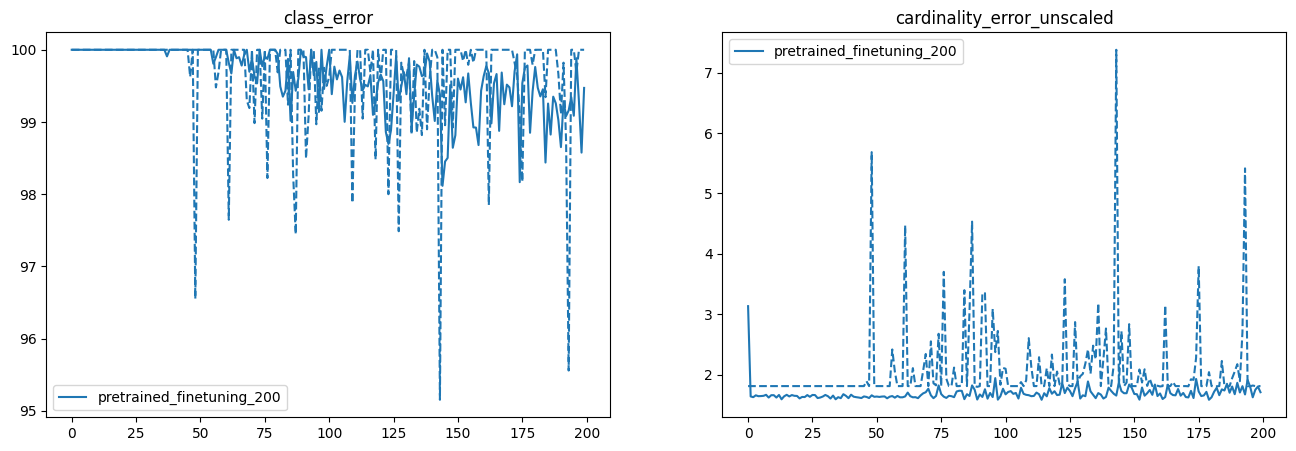 class_error
100
99
98
97
96
95
0 25 50 75 100 125 150 175 200
pretrained_finetuning_200
cardinality_error_unscaled
pretrained_finetuning_200
7
6
5
4
3
2
0 25 50 75 100 125 150 175 200